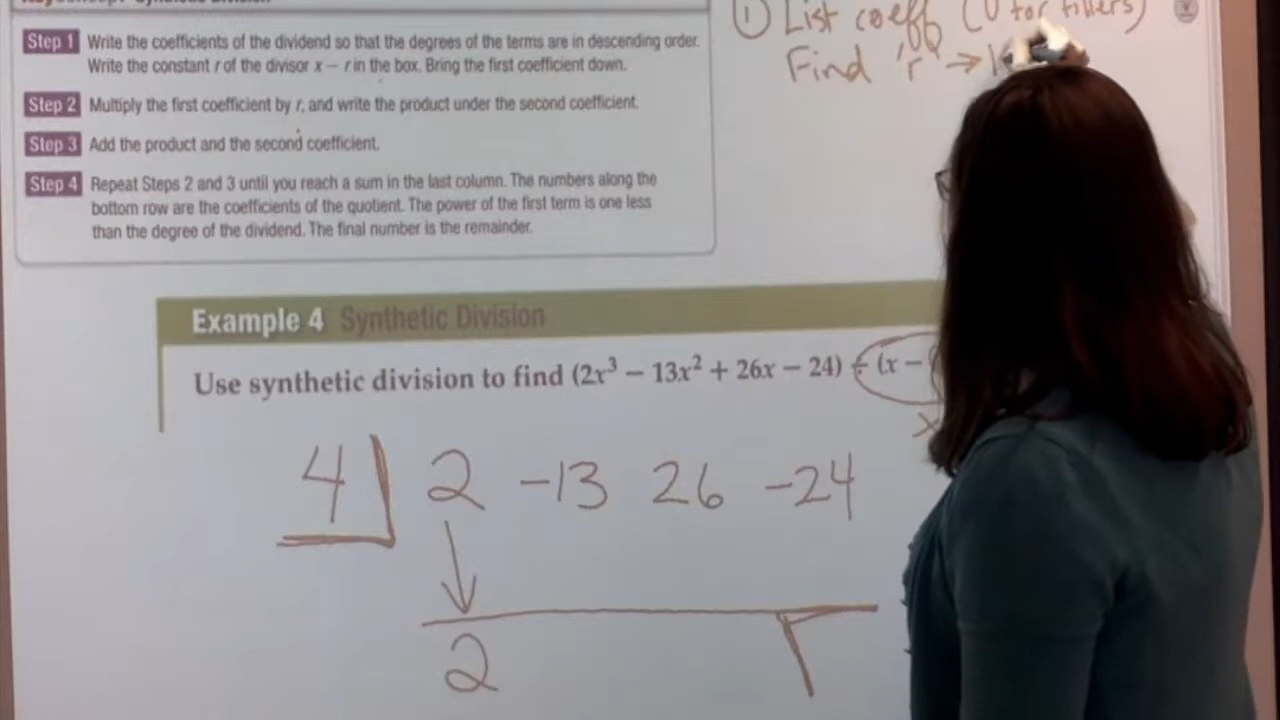 KeyConcept Synthetic Division
Step 1 Write the coefficients of the dividend so that the degrees of the terms are in descending order.
Write the constant r of the divisor x − r in the box. Bring the first coefficient down.
Step 2 Multiply the first coefficient by r, and write the product under the second coefficient.
Step 3 Add the product and the second coefficient.
Step 4 Repeat Steps 2 and 3 until you reach a sum in the last column. The numbers along the
bottom row are the coefficients of the quotient. The power of the first term is one less
than the degree of the dividend. The final number is the remainder.
① List coeff (0 for fillers)
Find "r" →
Example 4 Synthetic Division
Use synthetic division to find (2x³ − 13x² + 26x − 24) ÷ (x −
x
4 2 -13 26 -24
2